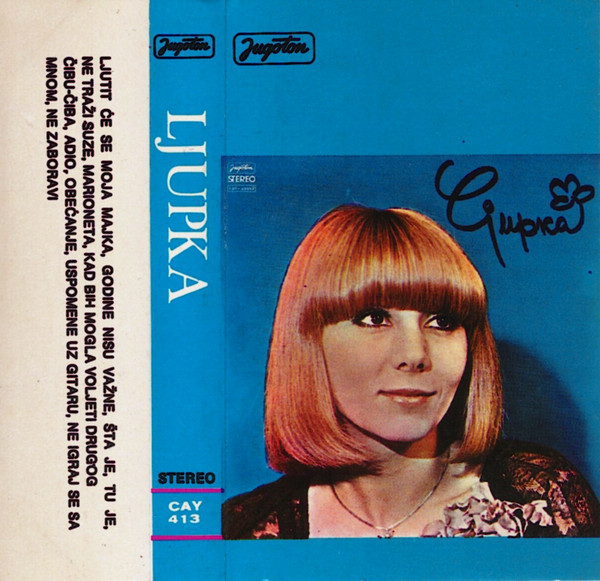 LJUTIT ĆE SE MOJA MAJKA, GODINE NISU VAŽNE, ŠTA JE, TU JE,
NE TRAŽI SUZE, MARIONETA, KAD BIH MOGLA VOLJETI DRUGOG
ČIBU-ČIBA, ADIO, OBEĆANJE, USPOMENE UZ GITARU, NE IGRAJ SE SA
MNOM, NE ZABORAVI
Jugoton
LJUPKA
STEREO
CAY
413
Jugoton
Jugoton
STEREO
Ljupka